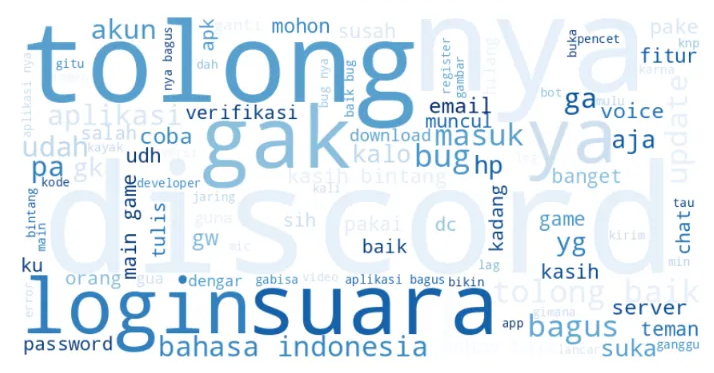 akun
apk
ganti
mohon
susah
pake
knp
tolong
nya
gitu
dah
nya bagus
bug nya
baik bug
register
gambar
hilang
buka
pencet
fitur
karna
aplikasi nya
aplikasi
verifikasi
email
muncul
bot
mulu
ga
voice
update
udah
salah
coba
kayak
gak
download
masuk
ya
aja
pa
gk
udh
kalo
bug
hp
banget
kasih bintang
kode
developer
kali
discord
bintang
main
main game
tulis
jaring
guna
sih
pakai
dc
kadang
game
yg
kirim
chat
tau
gw
mic
baik
ku
orang
gua
dengar
gabisa
video
aplikasi bagus
bikin
lag
kasih
min
error
login
suara
tolong baik
gimana
server
app
bagus
teman
password
bahasa indonesia
lancar
suka
ganggu